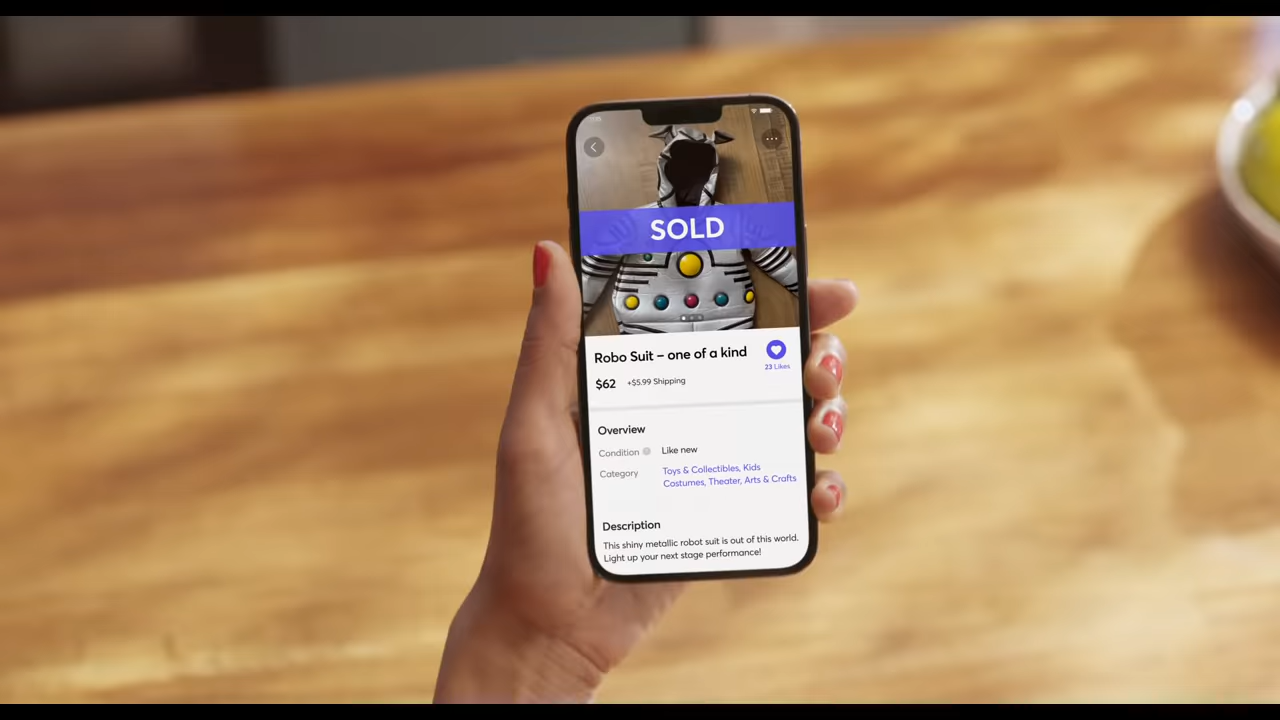 SOLD
Robo Suit – one of a kind
23 Likes
$62 +$5.99 Shipping
Overview
Condition Like new
Category Toys & Collectibles, Kids
Costumes, Theater, Arts & Crafts
Description
This shiny metallic robot suit is out of this world.
Light up your next stage performance!